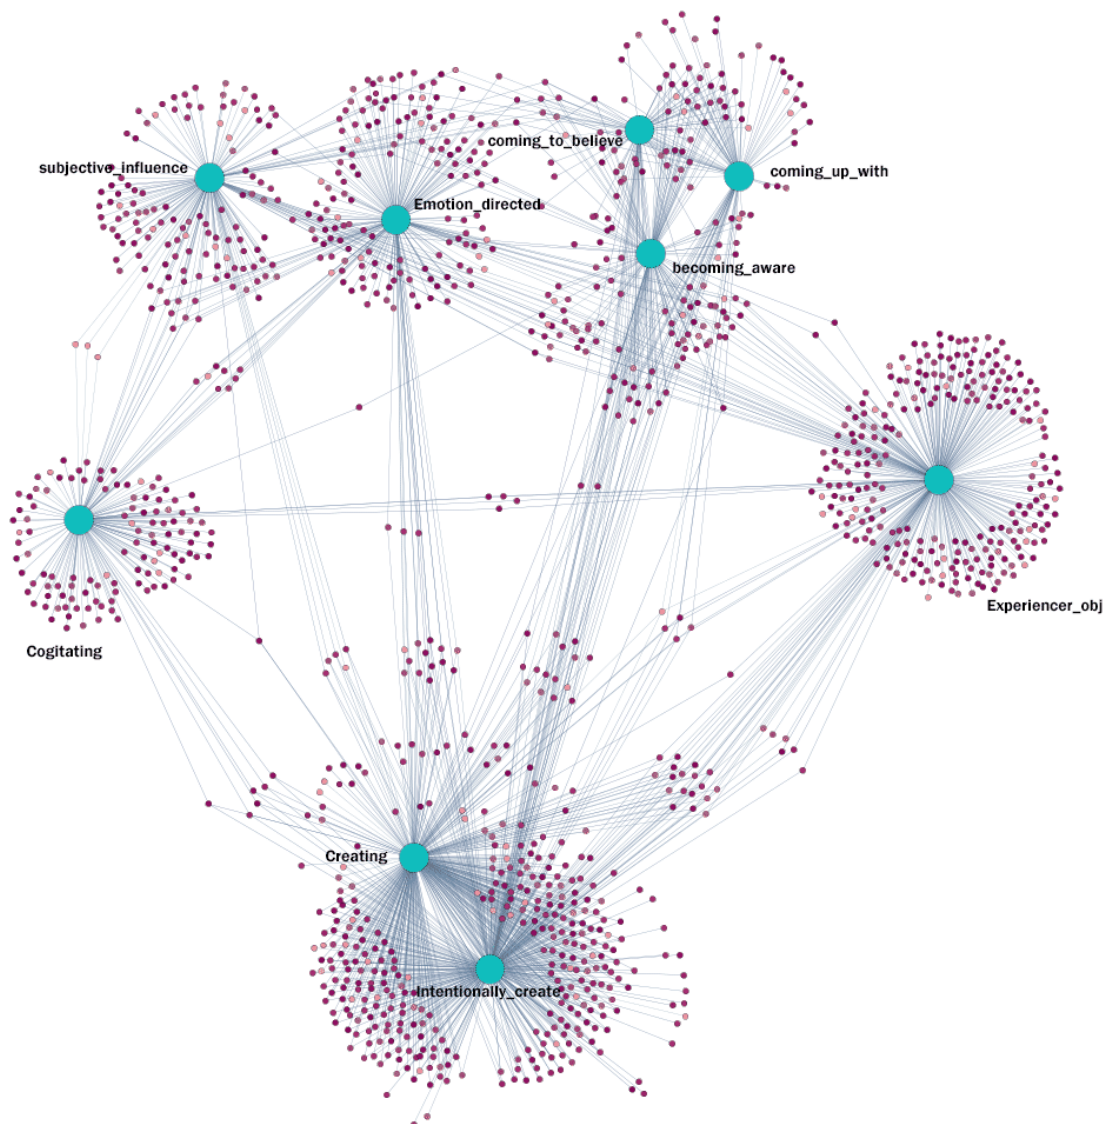 coming_to_believe
subjective_influence
coming_up_with
Emotion_directed
becoming_aware
Experiencer_obj
Cogitating
Creating
Intentionally_create